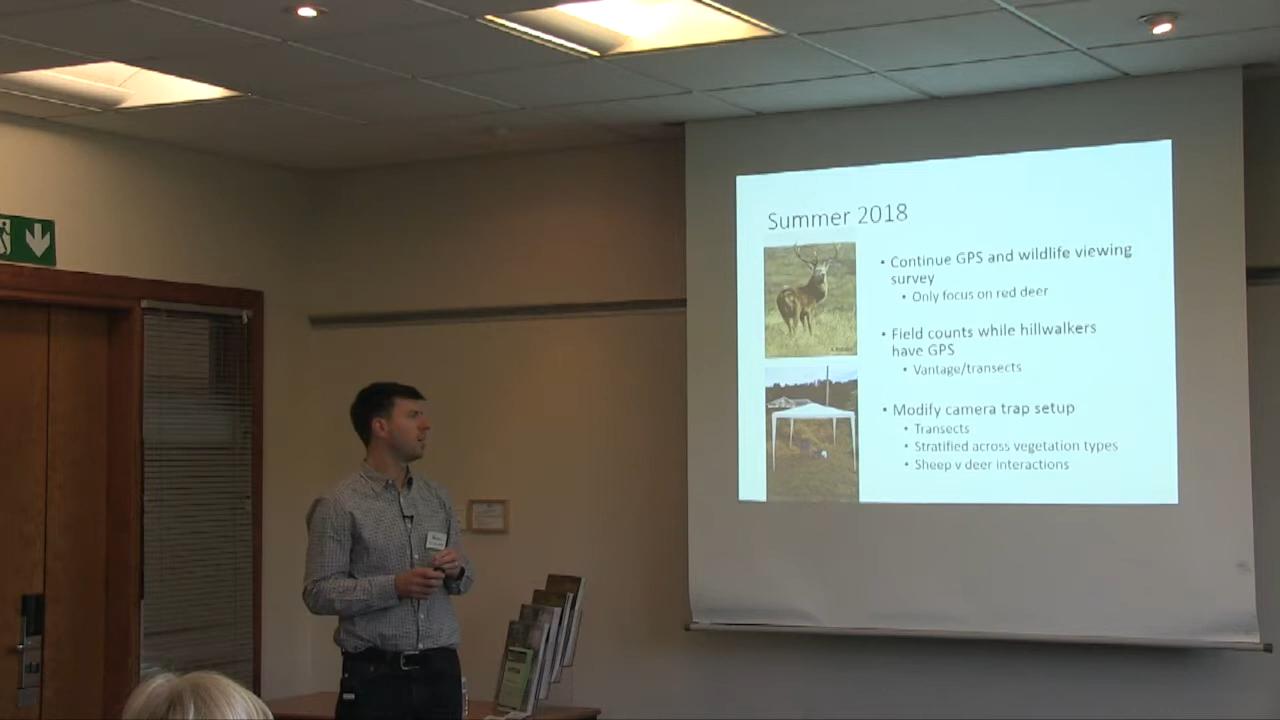 Summer 2018
• Continue GPS and wildlife viewing
survey
• Only focus on red deer
• Field counts while hillwalkers
have GPS
• Vantage/transects
• Modify camera trap setup
• Transects
• Stratified across vegetation types
• Sheep v deer interactions